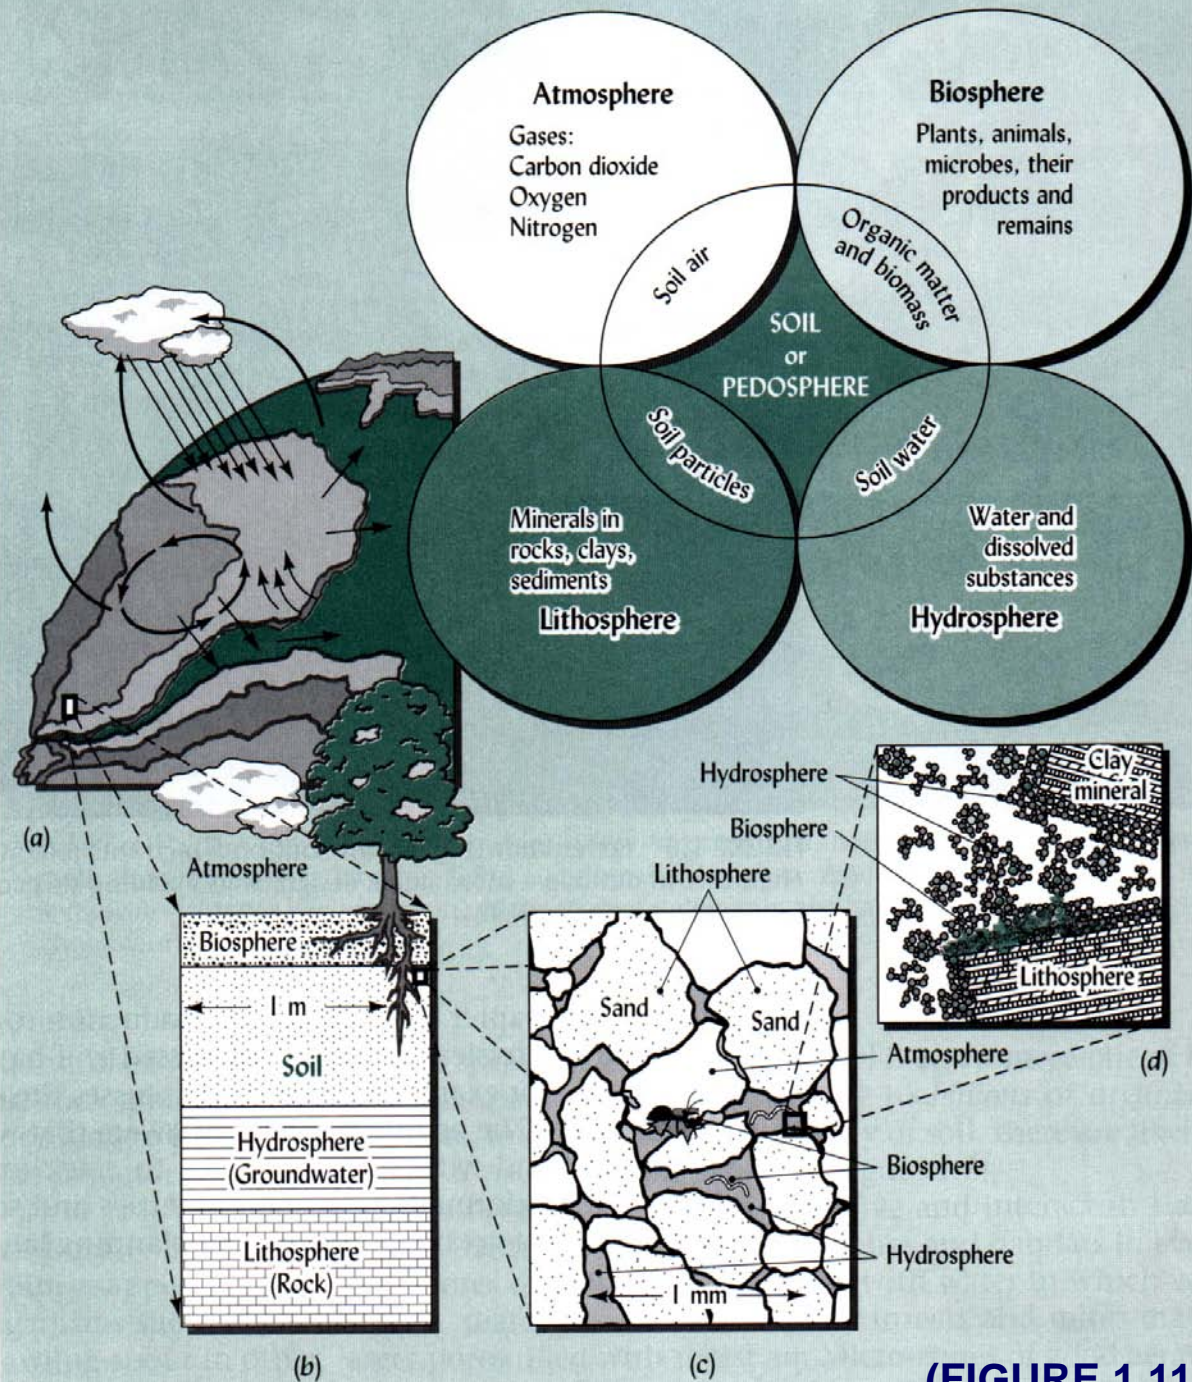 Atmosphere
Gases:
Carbon dioxide
Oxygen
Nitrogen
Biosphere
Plants, animals,
microbes, their
products and
remains
Soil air
Organic matter
and biomass
SOIL
or
PEDOSPHERE
Soil particles
Soil water
Minerals in
rocks, clays,
sediments
Lithosphere
Water and
dissolved
substances
Hydrosphere
(a)
Atmosphere
Biosphere
1 m
Soil
Hydrosphere
(Groundwater)
Lithosphere
(Rock)
(b)
Lithosphere
Sand
Sand
Atmosphere
Biosphere
Hydrosphere
1 mm
(c)
Hydrosphere
Biosphere
Clay
mineral
Lithosphere
(d)
(FIGURE 1.11